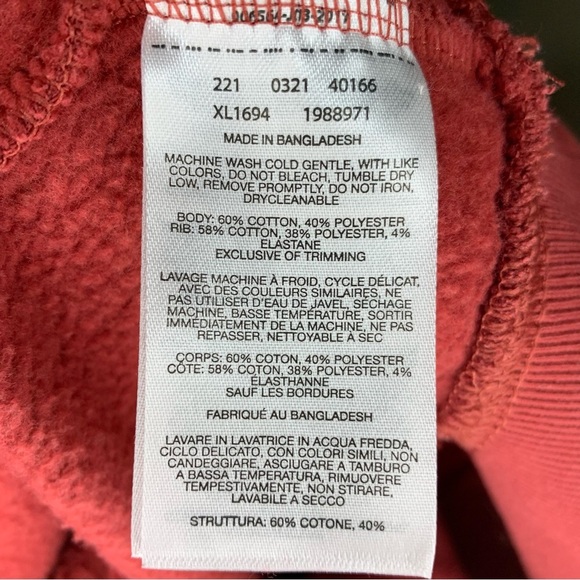 221 0321 40166
XL1694 1988971
MADE IN BANGLADESH
MACHINE WASH COLD GENTLE, WITH LIKE
COLORS, DO NOT BLEACH, TUMBLE DRY
LOW, REMOVE PROMPTLY, DO NOT IRON,
DRYCLEANABLE
BODY: 60% COTTON, 40% POLYESTER
RIB: 58% COTTON, 38% POLYESTER, 4%
ELASTANE
EXCLUSIVE OF TRIMMING
LAVAGE MACHINE À FROID, CYCLE DÉLICAT,
AVEC DES COULEURS SIMILAIRES, NE
PAS UTILISER D'EAU DE JAVEL, SÉCHAGE
MACHINE, BASSE TEMPÉRATURE, SORTIR
IMMÉDIATEMENT DE LA MACHINE, NE PAS
REPASSER, NETTOYABLE À SEC
CORPS: 60% COTON, 40% POLYESTER
CÔTE: 58% COTON, 38% POLYESTER, 4%
ÉLASTHANNE
SAUF LES BORDURES
FABRIQUÉ AU BANGLADESH
LAVARE IN LAVATRICE IN ACQUA FREDDA,
CICLO DELICATO, CON COLORI SIMILI, NON
CANDEGGIARE, ASCIUGARE A TAMBURO
A BASSA TEMPERATURA, RIMUOVERE
TEMPESTIVAMENTE, NON STIRARE,
LAVABILE A SECCO
STRUTTURA: 60% COTONE, 40%